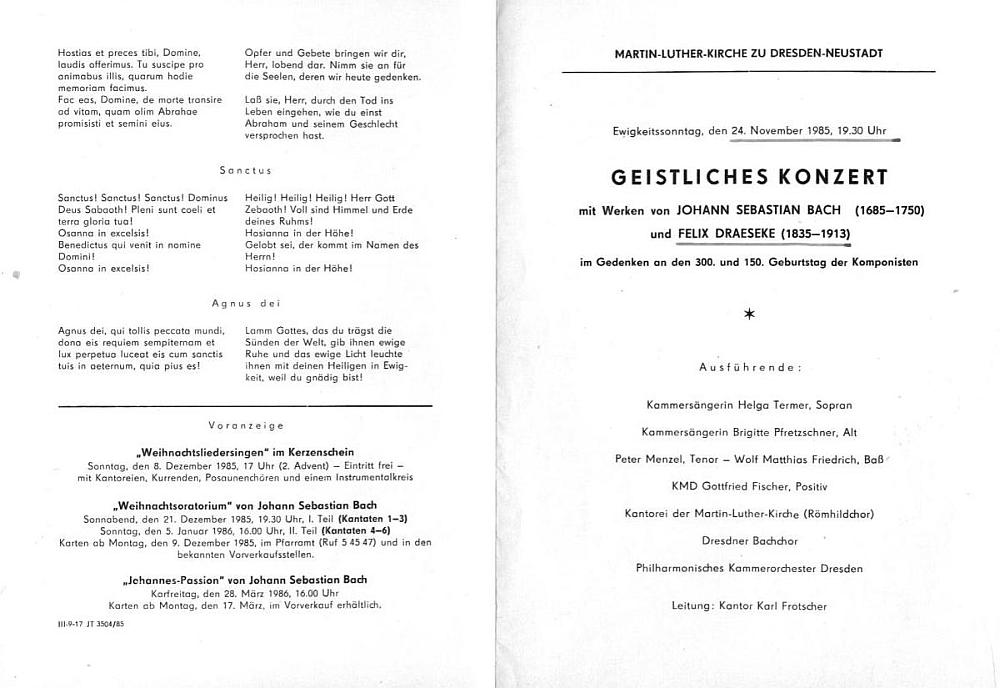 Hostias et preces tibi, Domine,
laudis offerimus. Tu suscipe pro
animabus illis, quarum hodie
memoriam facimus.
Fac eas, Domine, de morte transire
ad vitam, quam olim Abrahae
promisisti et semini eius.
Opfer und Gebete bringen wir dir,
Herr, lobend dar. Nimm sie an für
die Seelen, deren wir heute gedenken.
Laß sie, Herr, durch den Tod ins
Leben eingehen, wie du einst
Abraham und seinem Geschlecht
versprochen hast.
Sanctus
Sanctus! Sanctus! Sanctus! Dominus
Deus Sabaoth! Pleni sunt coeli et
terra gloria tua!
Osanna in excelsis!
Benedictus qui venit in nomine
Domini!
Osanna in excelsis!
Heilig! Heilig! Heilig! Herr Gott
Zebaoth! Voll sind Himmel und Erde
deines Ruhms!
Hosianna in der Höhe!
Gelobt sei, der kommt im Namen des
Herrn!
Hosianna in der Höhe!
Agnus dei
Agnus dei, qui tollis peccata mundi,
dona eis requiem sempiternam et
lux perpetua luceat eis cum sanctis
tuis in aeternum, quia pius es!
Lamm Gottes, das du trägst die
Sünden der Welt, gib ihnen ewige
Ruhe und das ewige Licht leuchte
ihnen mit deinen Heiligen in Ewig-
keit, weil du gnädig bist!
Voranzeige
„Weihnachtsliedersingen" im Kerzenschein
Sonntag, den 8. Dezember 1985, 17 Uhr (2. Advent) – Eintritt frei –
mit Kantoreien, Kurrenden, Posaunenchören und einem Instrumentalkreis
„Weihnachtsoratorium" von Johann Sebastian Bach
Sonnabend, den 21. Dezember 1985, 19.30 Uhr, I. Teil (Kantaten 1–3)
Sonntag, den 5. Januar 1986, 16.00 Uhr, II. Teil (Kantaten 4–6)
Karten ab Montag, den 9. Dezember 1985, im Pfarramt (Ruf 5 45 47) und in den
bekannten Vorverkaufsstellen.
„Johannes-Passion" von Johann Sebastian Bach
Karfreitag, den 28. März 1986, 16.00 Uhr
Karten ab Montag, den 17. März, im Vorverkauf erhältlich.
III-9-17 JT 3504/85
MARTIN-LUTHER-KIRCHE ZU DRESDEN-NEUSTADT
Ewigkeitssonntag, den 24. November 1985, 19.30 Uhr
GEISTLICHES KONZERT
mit Werken von JOHANN SEBASTIAN BACH (1685–1750)
und FELIX DRAESEKE (1835–1913)
im Gedenken an den 300. und 150. Geburtstag der Komponisten
Ausführende:
Kammersängerin Helga Termer, Sopran
Kammersängerin Brigitte Pfretzschner, Alt
Peter Menzel, Tenor – Wolf Matthias Friedrich, Baß
KMD Gottfried Fischer, Positiv
Kantorei der Martin-Luther-Kirche (Römhildchor)
Dresdner Bachchor
Philharmonisches Kammerorchester Dresden
Leitung: Kantor Karl Frotscher